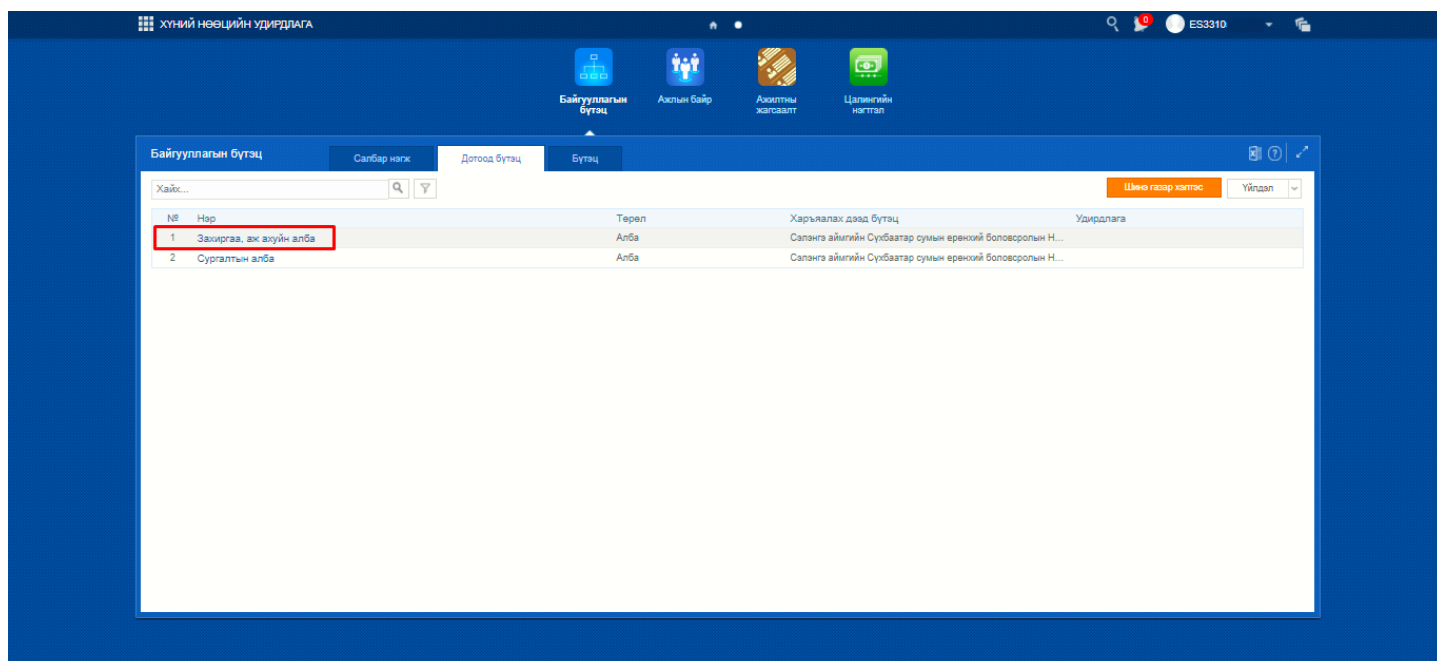 ХҮНИЙ НӨӨЦИЙН УДИРДЛАГА
0
ES3310
Байгууллагын бүтэц
Ажлын байр
Ажилтны жагсаалт
Цалингийн нэгтгэл
Байгууллагын бүтэц
Салбар нэгж
Дотоод бүтэц
Бүтэц
Хайх...
Шинэ газар хэлтэс
Үйлдэл
№ Нэр Төрөл Харъяалах дээд бүтэц Удирдлага
1 Захиргаа, аж ахуйн алба Алба Сэлэнгэ аймгийн Сүхбаатар сумын ерөнхий боловсролын Н...
2 Сургалтын алба Алба Сэлэнгэ аймгийн Сүхбаатар сумын ерөнхий боловсролын Н...